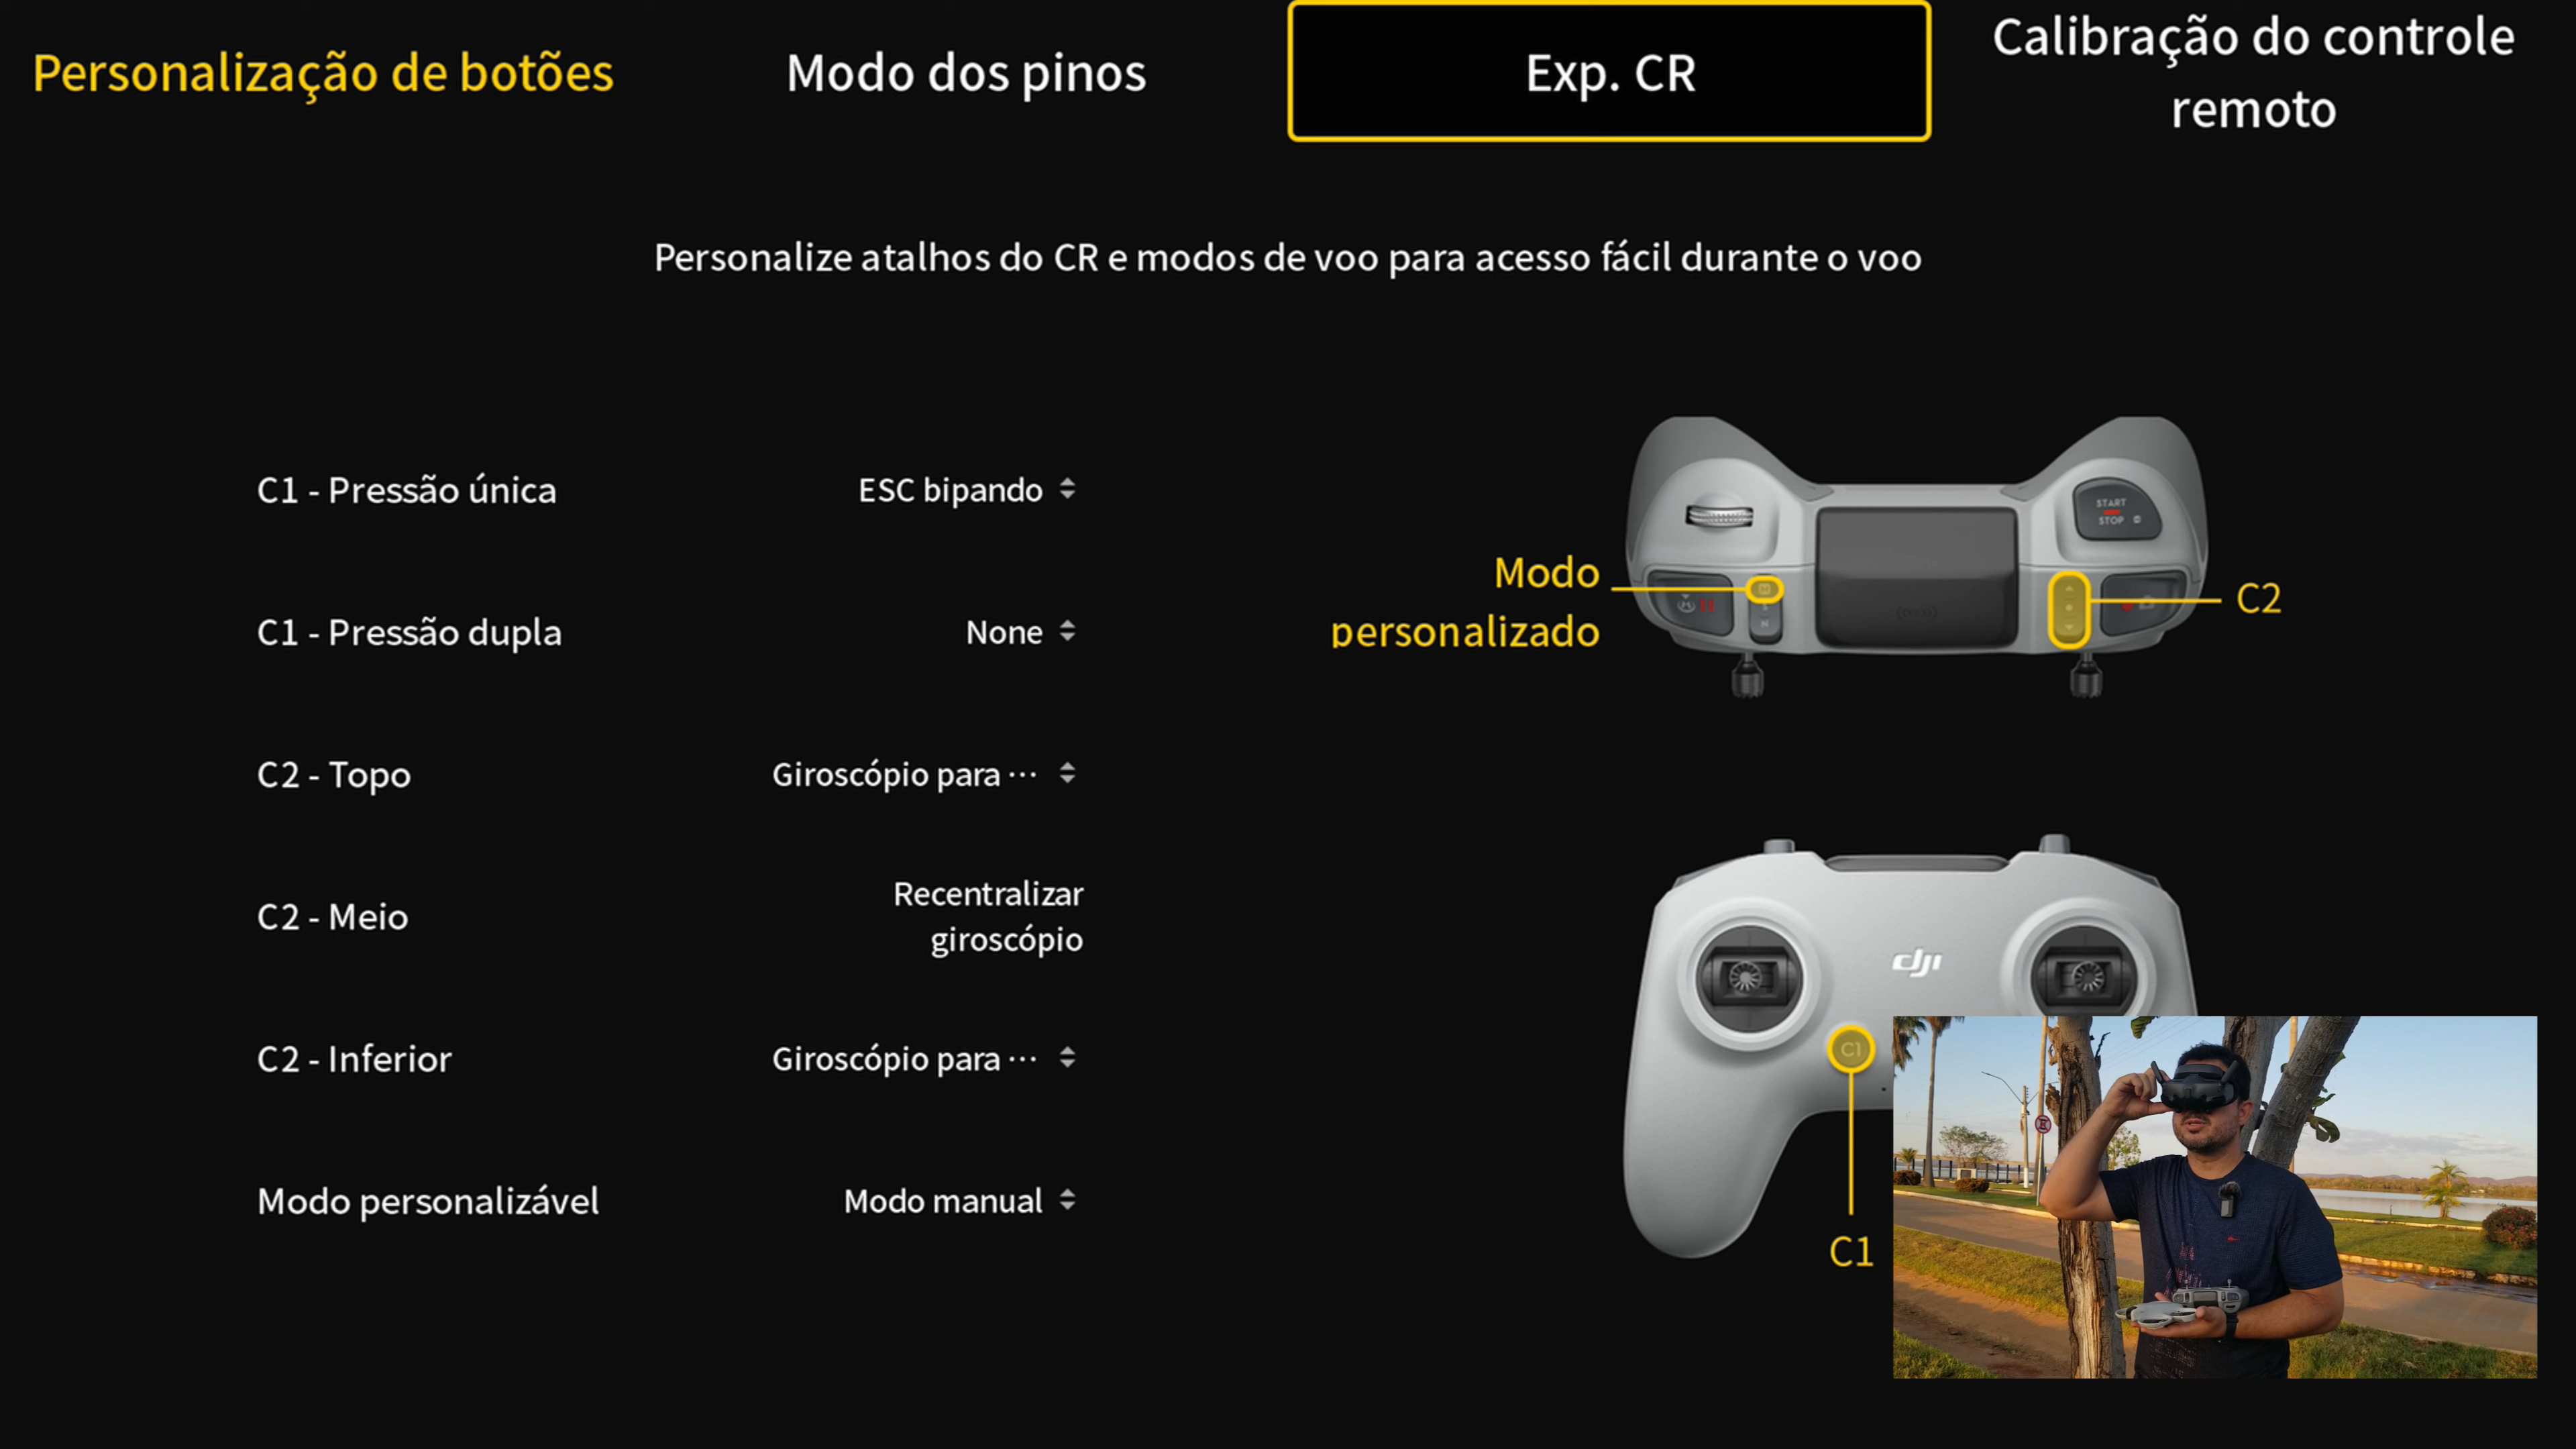 Personalização de botões
Modo dos pinos
Exp. CR
Calibração do controle
remoto
Personalize atalhos do CR e modos de voo para acesso fácil durante o voo
C1 - Pressão única
ESC bipando
C1 - Pressão dupla
None
C2 - Topo
Giroscópio para ···
C2 - Meio
Recentralizar
giroscópio
C2 - Inferior
Giroscópio para ···
Modo personalizável
Modo manual
START
STOP
Modo
personalizado
N
C2
dji
C1
C1